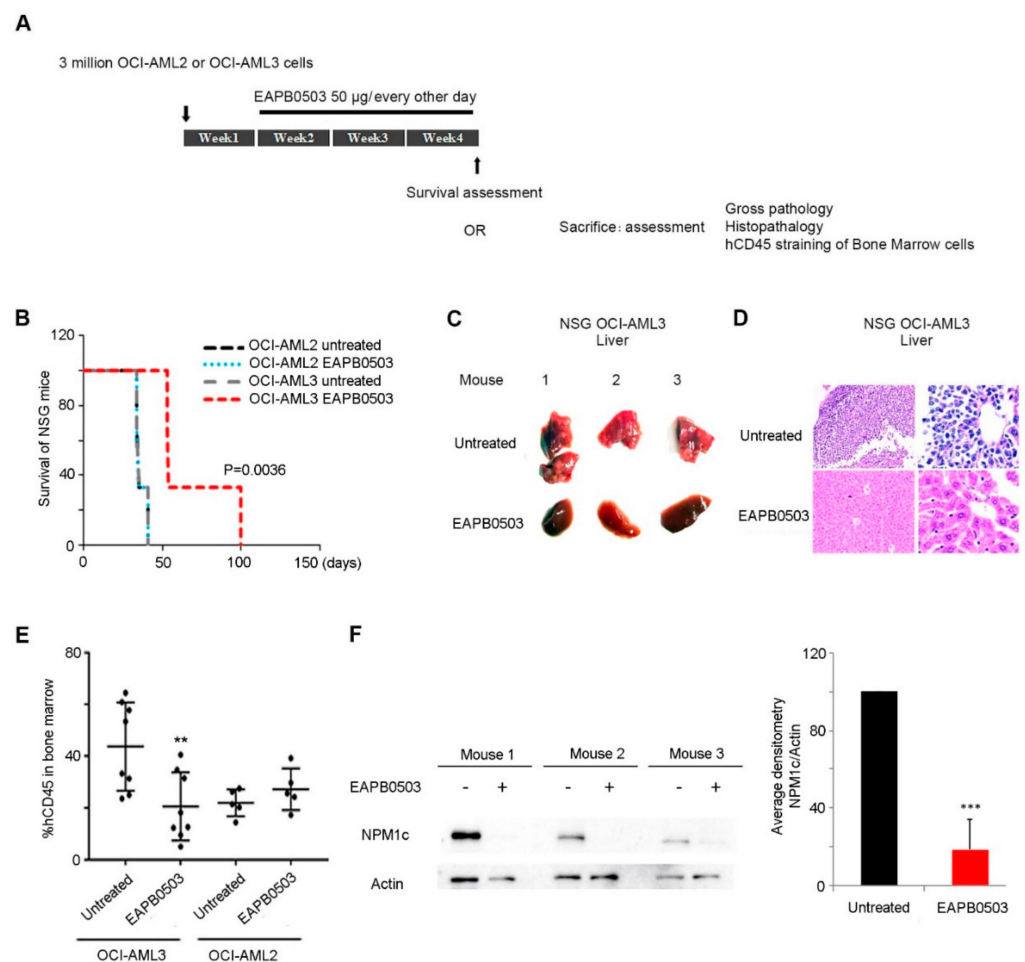 A
3 million OCI-AML2 or OCI-AML3 cells
EAPB0503 50 µg/every other day
Week1 Week2 Week3 Week4
Survival assessment
OR
Sacrifice: assessment
Gross pathology
Histopathalogy
hCD45 straining of Bone Marrow cells
B
Survival of NSG mice
120
80
40
0
0 50 100 150 (days)
OCI-AML2 untreated
OCI-AML2 EAPB0503
OCI-AML3 untreated
OCI-AML3 EAPB0503
P=0.0036
C
NSG OCI-AML3
Liver
Mouse 1 2 3
Untreated
EAPB0503
D
NSG OCI-AML3
Liver
Untreated
EAPB0503
E
%hCD45 in bone marrow
80
40
0
**
Untreated
EAPB0503
Untreated
EAPB0503
OCI-AML3 OCI-AML2
F
Mouse 1 Mouse 2 Mouse 3
EAPB0503 - + - + - +
NPM1c
Actin
Average densitometry
NPM1c/Actin
120
80
40
0
***
Untreated EAPB0503